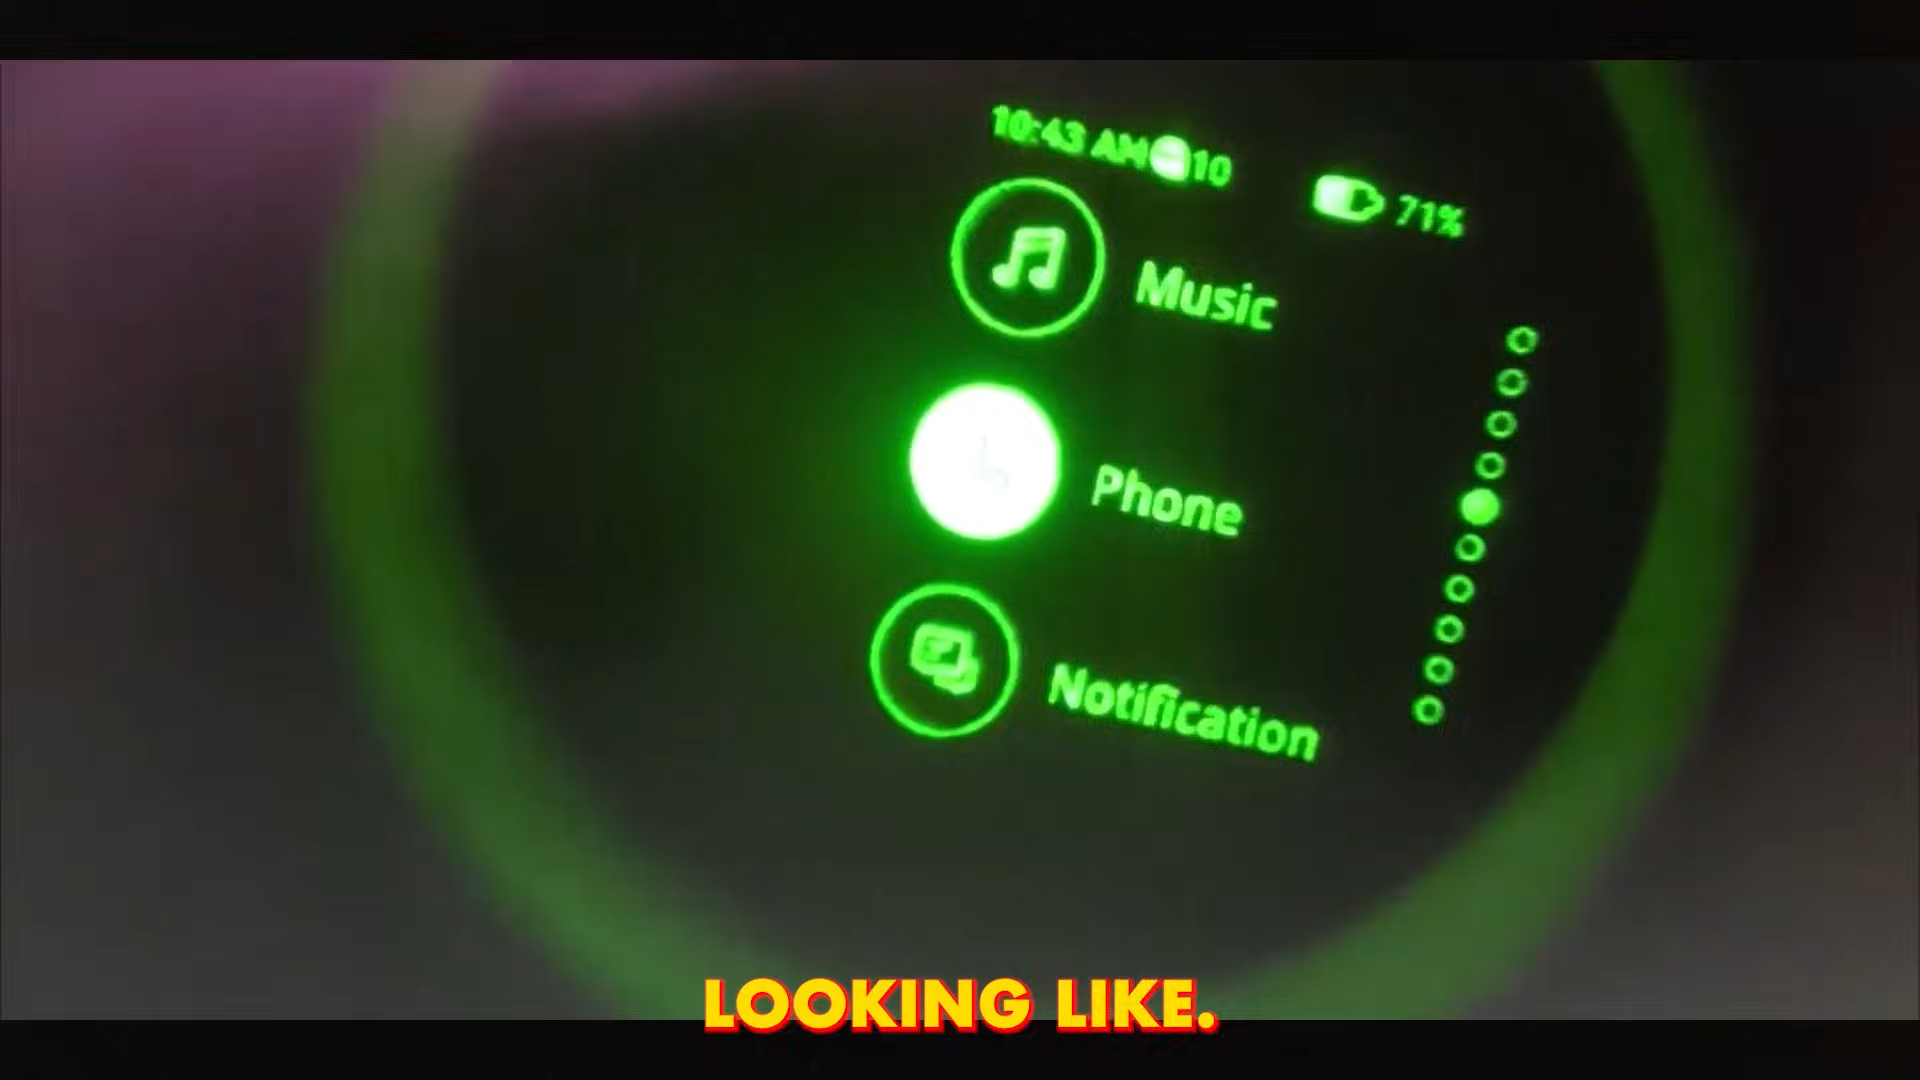 10:43 AM 10
71%
Music
Phone
Notification
LOOKING LIKE.